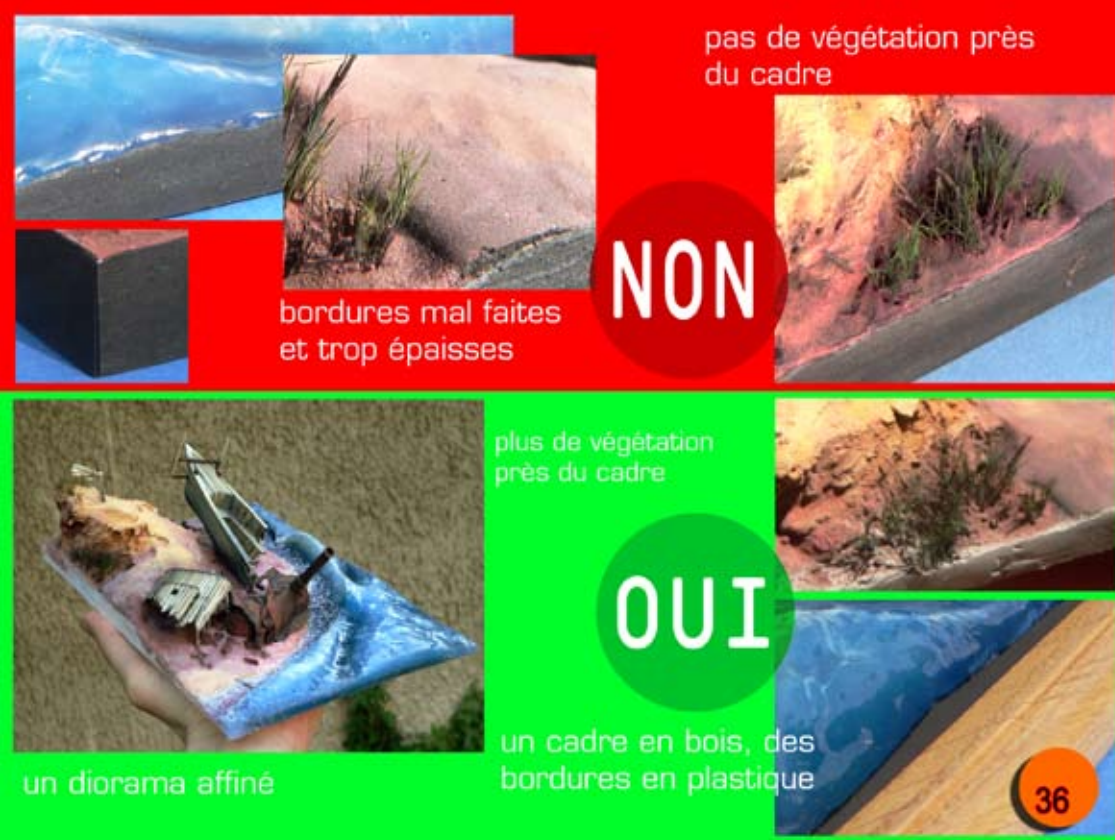 pas de végétation près
du cadre
NON
bordures mal faites
et trop épaisses
plus de végétation
près du cadre
OUI
un cadre en bois, des
bordures en plastique
un diorama affiné
36